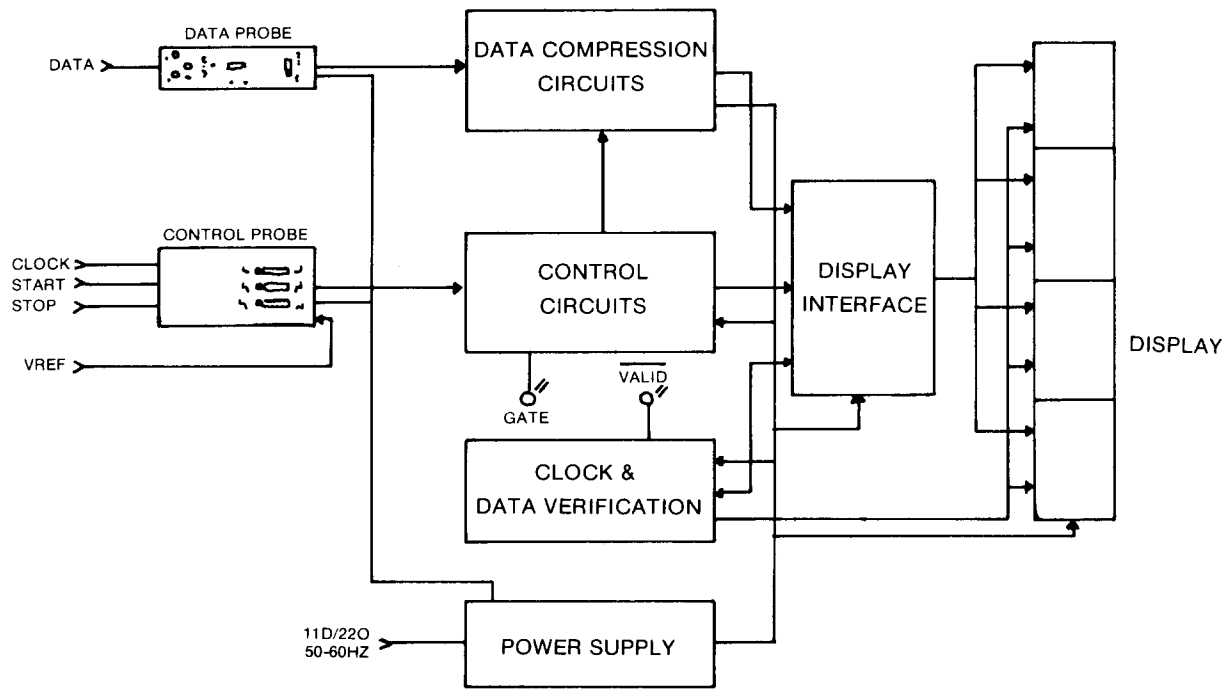 DATA PROBE
DATA
DATA COMPRESSION
CIRCUITS
CONTROL PROBE
CLOCK
START
STOP
VREF
CONTROL
CIRCUITS
DISPLAY
INTERFACE
DISPLAY
GATE
VALID
CLOCK &
DATA VERIFICATION
11D/22O
50-60HZ
POWER SUPPLY